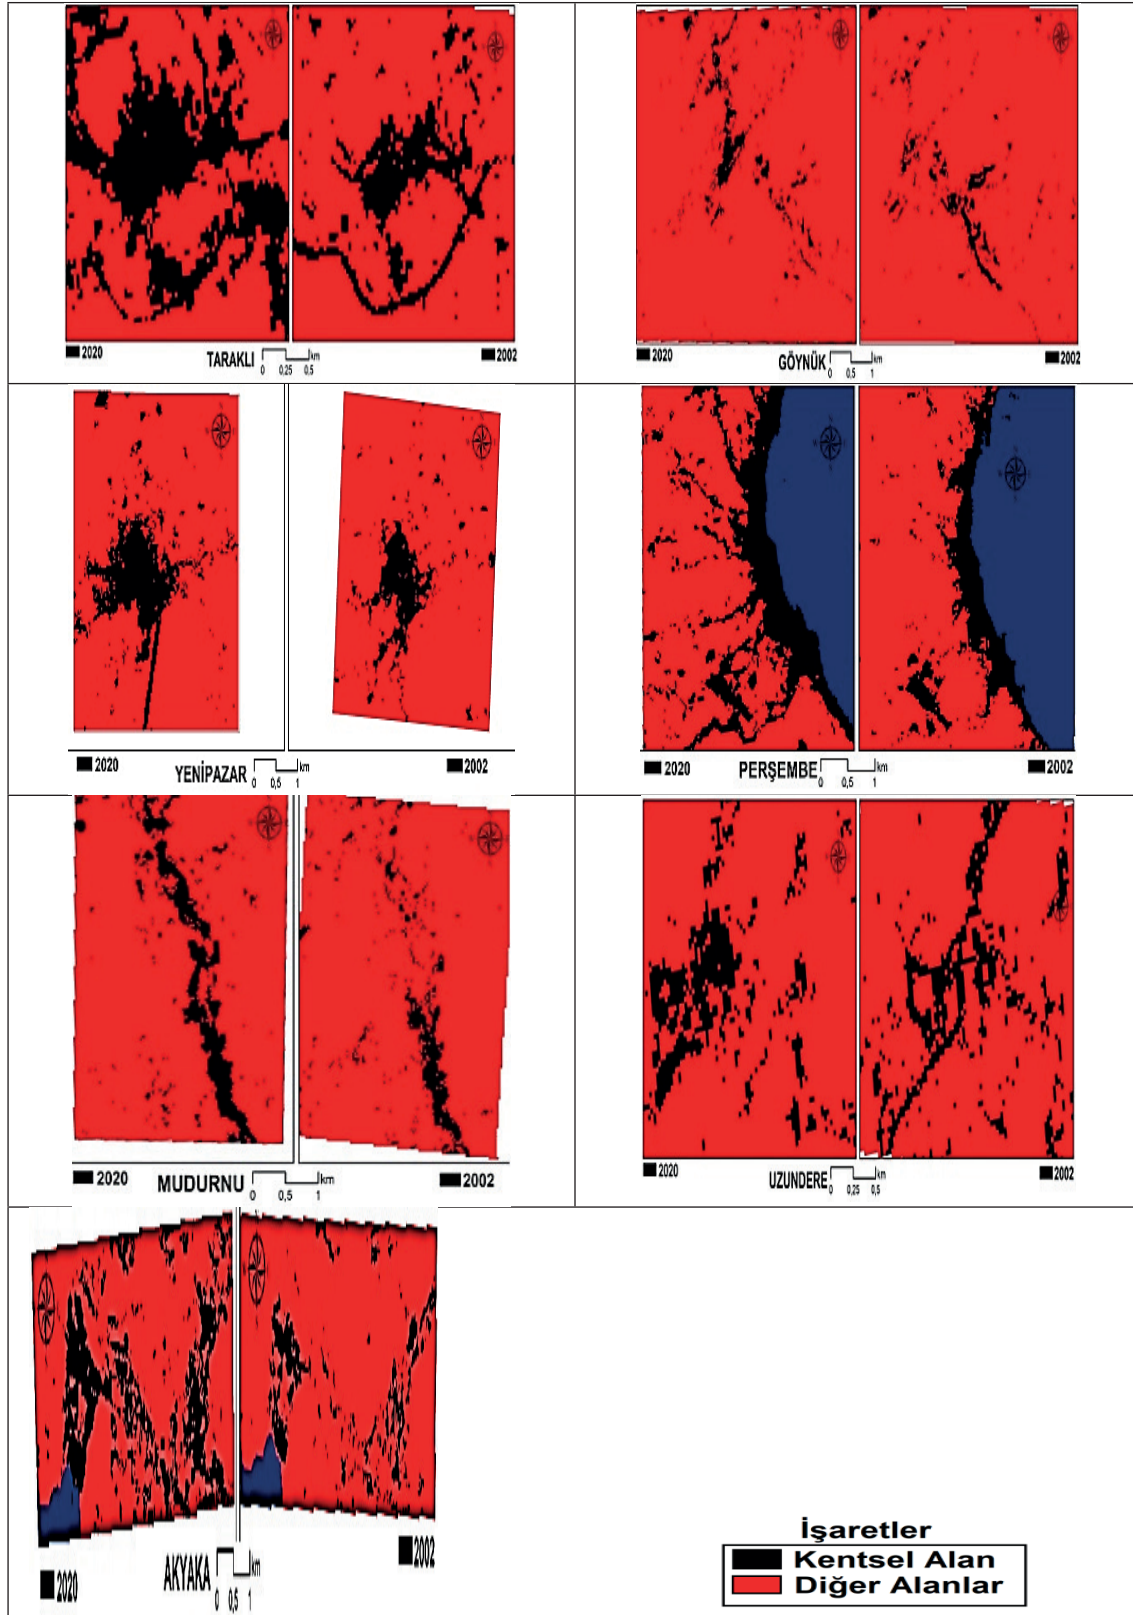 2020
TARAKLI
km
0 0,25 0,5
2002
2020
GÖYNÜK
km
0 0.5 1
2002
2020
YENİPAZAR
km
0 0,5 1
2002
2020
PERŞEMBE
km
0 0,5 1
2002
2020
MUDURNU
km
0 0,5 1
2002
2020
UZUNDERE
km
0 0,25 0,5
2002
2020
AKYAKA
km
0 0,5 1
2002
İşaretler
Kentsel Alan
Diğer Alanlar